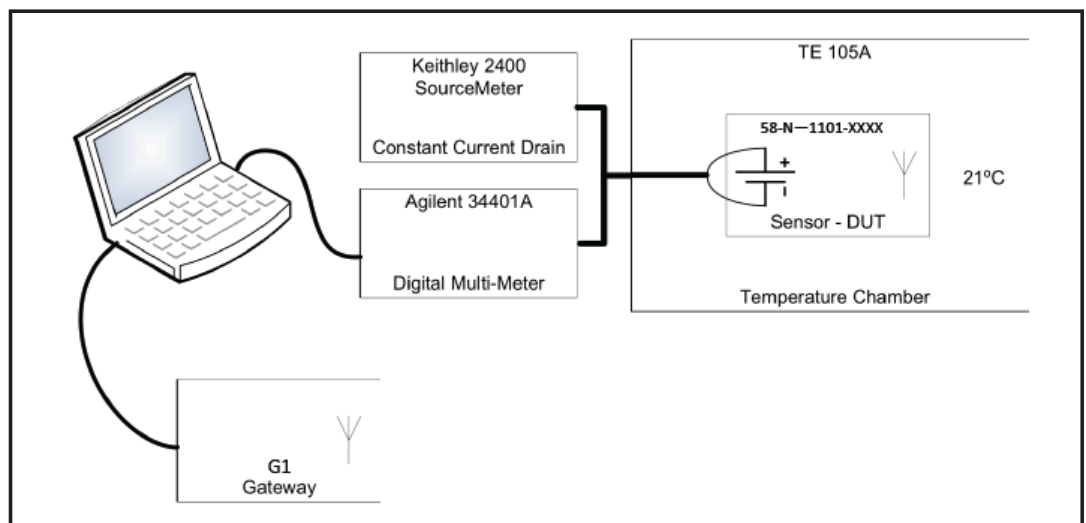 Keithley 2400
SourceMeter
Constant Current Drain
Agilent 34401A
Digital Multi-Meter
TE 105A
58-N—1101-XXXX
+
I
Sensor - DUT
21ºC
Temperature Chamber
G1
Gateway